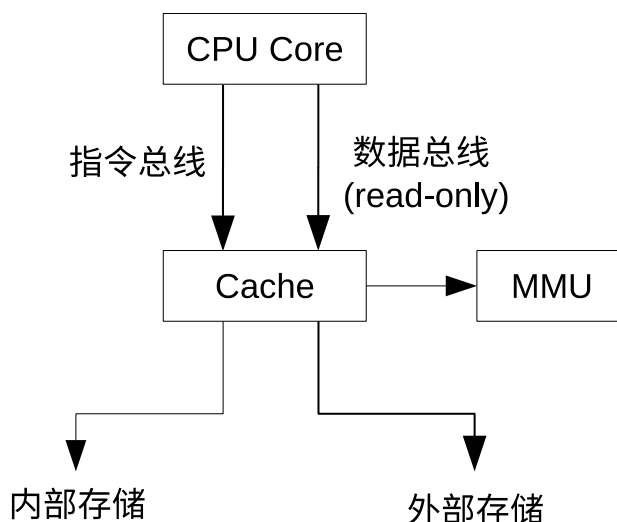 CPU Core
指令总线
数据总线
(read-only)
Cache
MMU
内部存储
外部存储